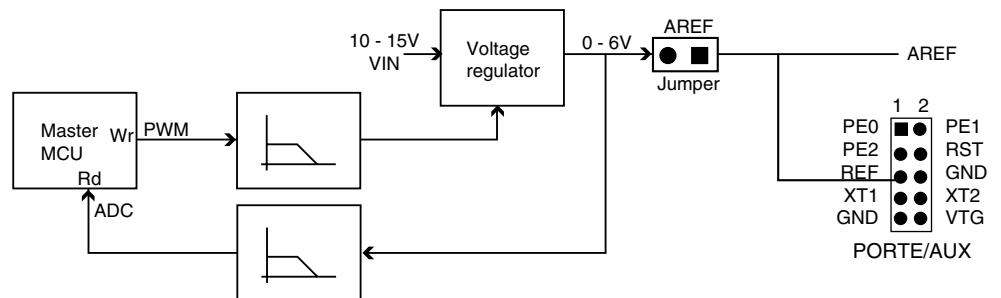 AREF
10 - 15V
VIN
Voltage
regulator
0 - 6V
AREF
Jumper
Master
MCU
Wr
PWM
Rd
ADC
1 2
PE0 PE1
PE2 RST
REF GND
XT1 XT2
GND VTG
PORTE/AUX